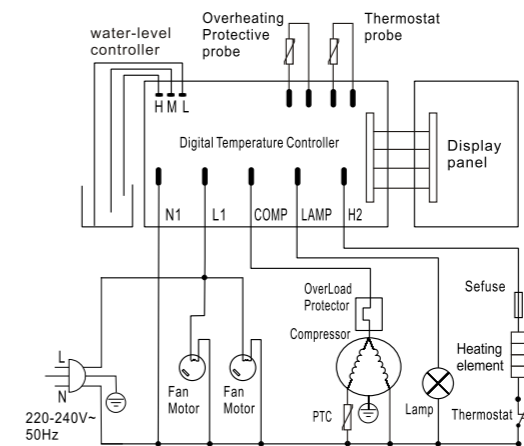 water-level
controller
Overheating
Protective
probe
Thermostat
probe
H M L
Digital Temperature Controller
Display
panel
N1 L1 COMP LAMP H2
OverLoad
Protector
Compressor
Sefuse
Heating
element
L
N
220-240V~
50Hz
Fan
Motor
Fan
Motor
PTC
Lamp
Thermostat